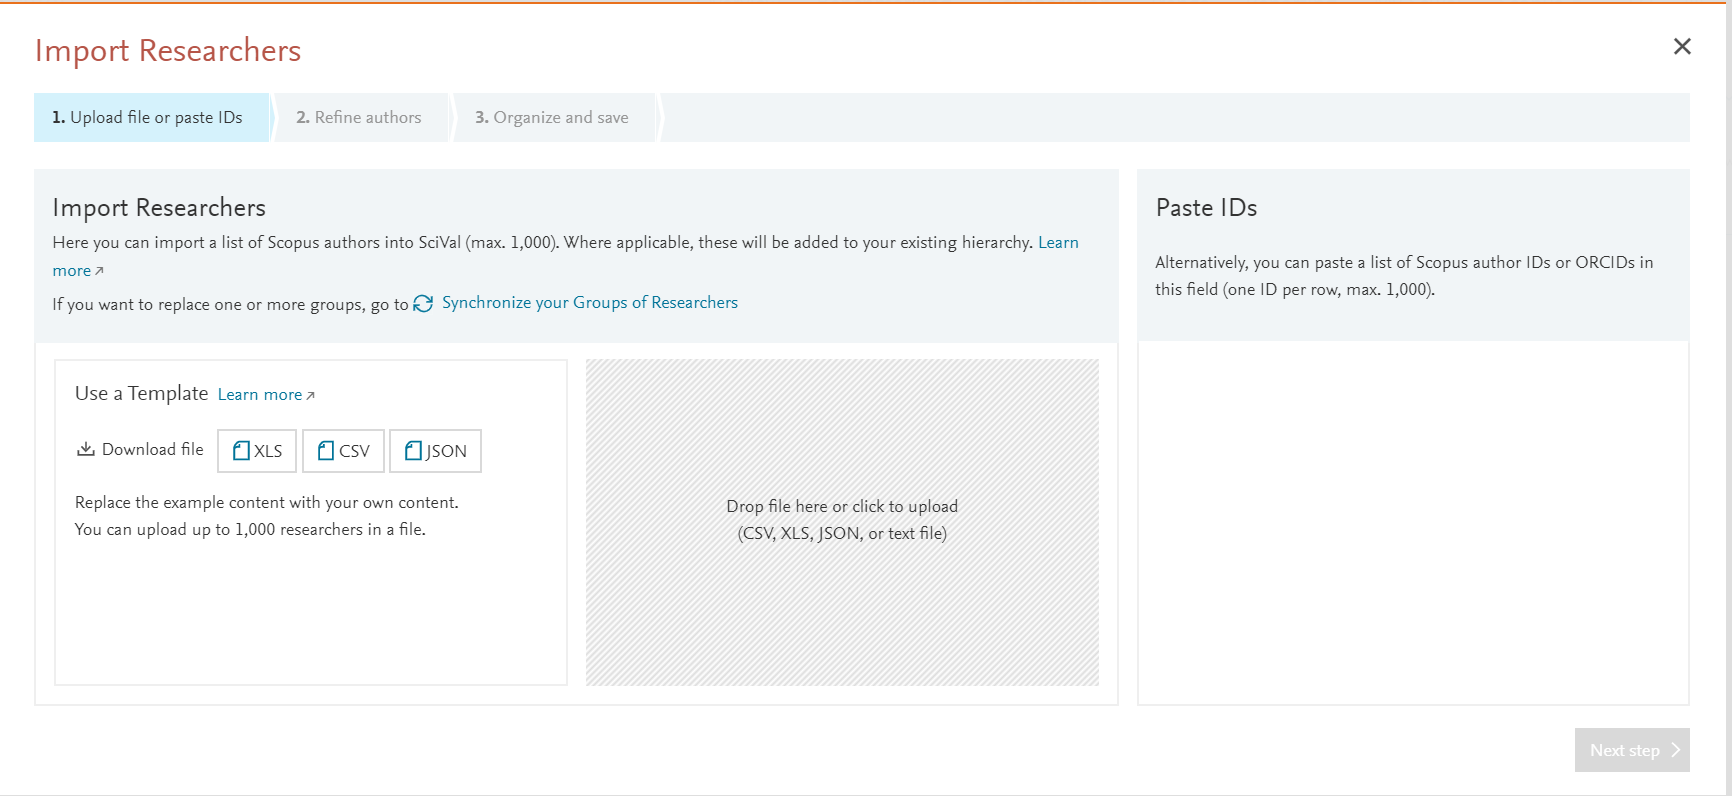 Import Researchers
1. Upload file or paste IDs
2. Refine authors
3. Organize and save
Import Researchers
Here you can import a list of Scopus authors into SciVal (max. 1,000). Where applicable, these will be added to your existing hierarchy. Learn
more ↗
If you want to replace one or more groups, go to Synchronize your Groups of Researchers
Use a Template Learn more ↗
Download file XLS CSV JSON
Replace the example content with your own content.
You can upload up to 1,000 researchers in a file.
Drop file here or click to upload
(CSV, XLS, JSON, or text file)
Paste IDs
Alternatively, you can paste a list of Scopus author IDs or ORCIDs in
this field (one ID per row, max. 1,000).
Next step